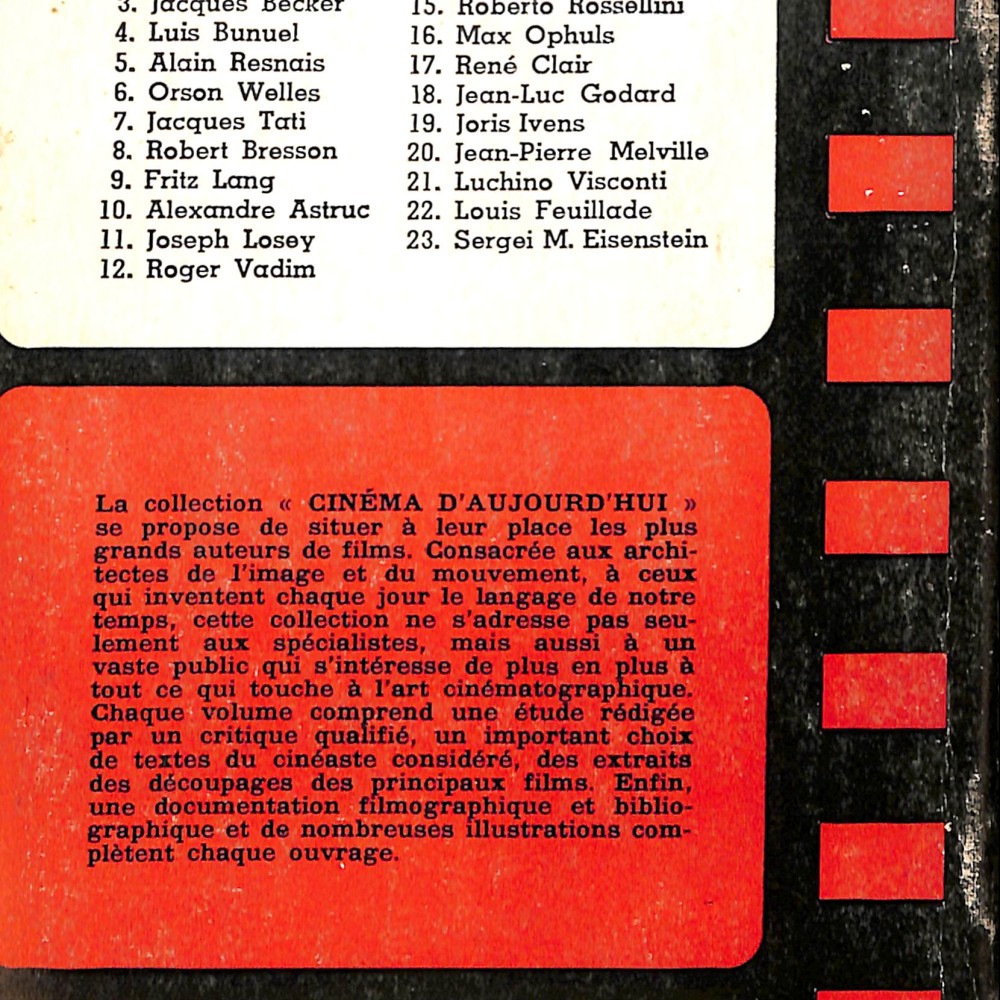 3. Jacques Becker
4. Luis Bunuel
5. Alain Resnais
6. Orson Welles
7. Jacques Tati
8. Robert Bresson
9. Fritz Lang
10. Alexandre Astruc
11. Joseph Losey
12. Roger Vadim
15. Roberto Rossellini
16. Max Ophuls
17. René Clair
18. Jean-Luc Godard
19. Joris Ivens
20. Jean-Pierre Melville
21. Luchino Visconti
22. Louis Feuillade
23. Sergei M. Eisenstein
La collection « CINÉMA D'AUJOURD'HUI »
se propose de situer à leur place les plus
grands auteurs de films. Consacrée aux archi-
tectes de l'image et du mouvement, à ceux
qui inventent chaque jour le langage de notre
temps, cette collection ne s'adresse pas seu-
lement aux spécialistes, mais aussi à un
vaste public qui s'intéresse de plus en plus à
tout ce qui touche à l'art cinématographique.
Chaque volume comprend une étude rédigée
par un critique qualifié, un important choix
de textes du cinéaste considéré, des extraits
des découpages des principaux films. Enfin,
une documentation filmographique et biblio-
graphique et de nombreuses illustrations com-
plètent chaque ouvrage.